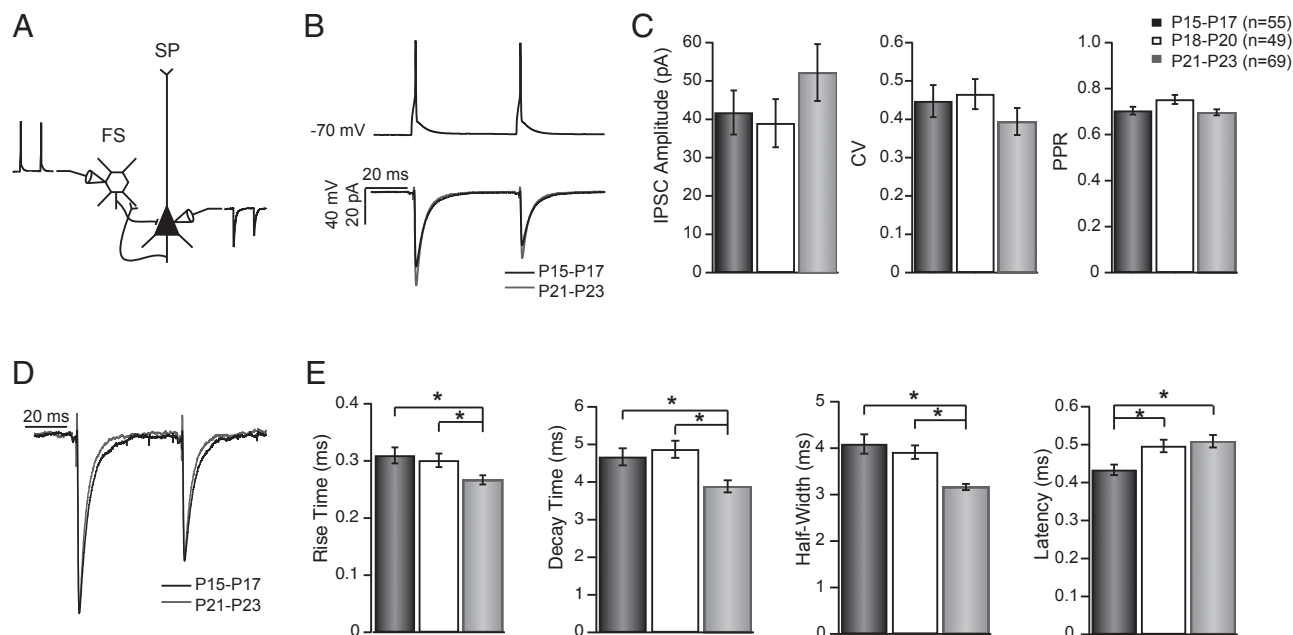 A
SP
FS
B
-70 mV
20 ms
40 mV
20 pA
P15-P17
P21-P23
C
P15-P17 (n=55)
P18-P20 (n=49)
P21-P23 (n=69)
IPSC Amplitude (pA)
60
50
40
30
20
10
0
CV
0.6
0.5
0.4
0.3
0.2
0.1
0
PPR
1.0
0.8
0.6
0.4
0.2
0
D
20 ms
P15-P17
P21-P23
E
Rise Time (ms)
0.4
0.3
0.2
0.1
0
* *
Decay Time (ms)
6
5
4
3
2
1
0
* *
Half-Width (ms)
5
4
3
2
1
0
* *
Latency (ms)
0.6
0.5
0.4
0.3
0.2
0.1
0
* *